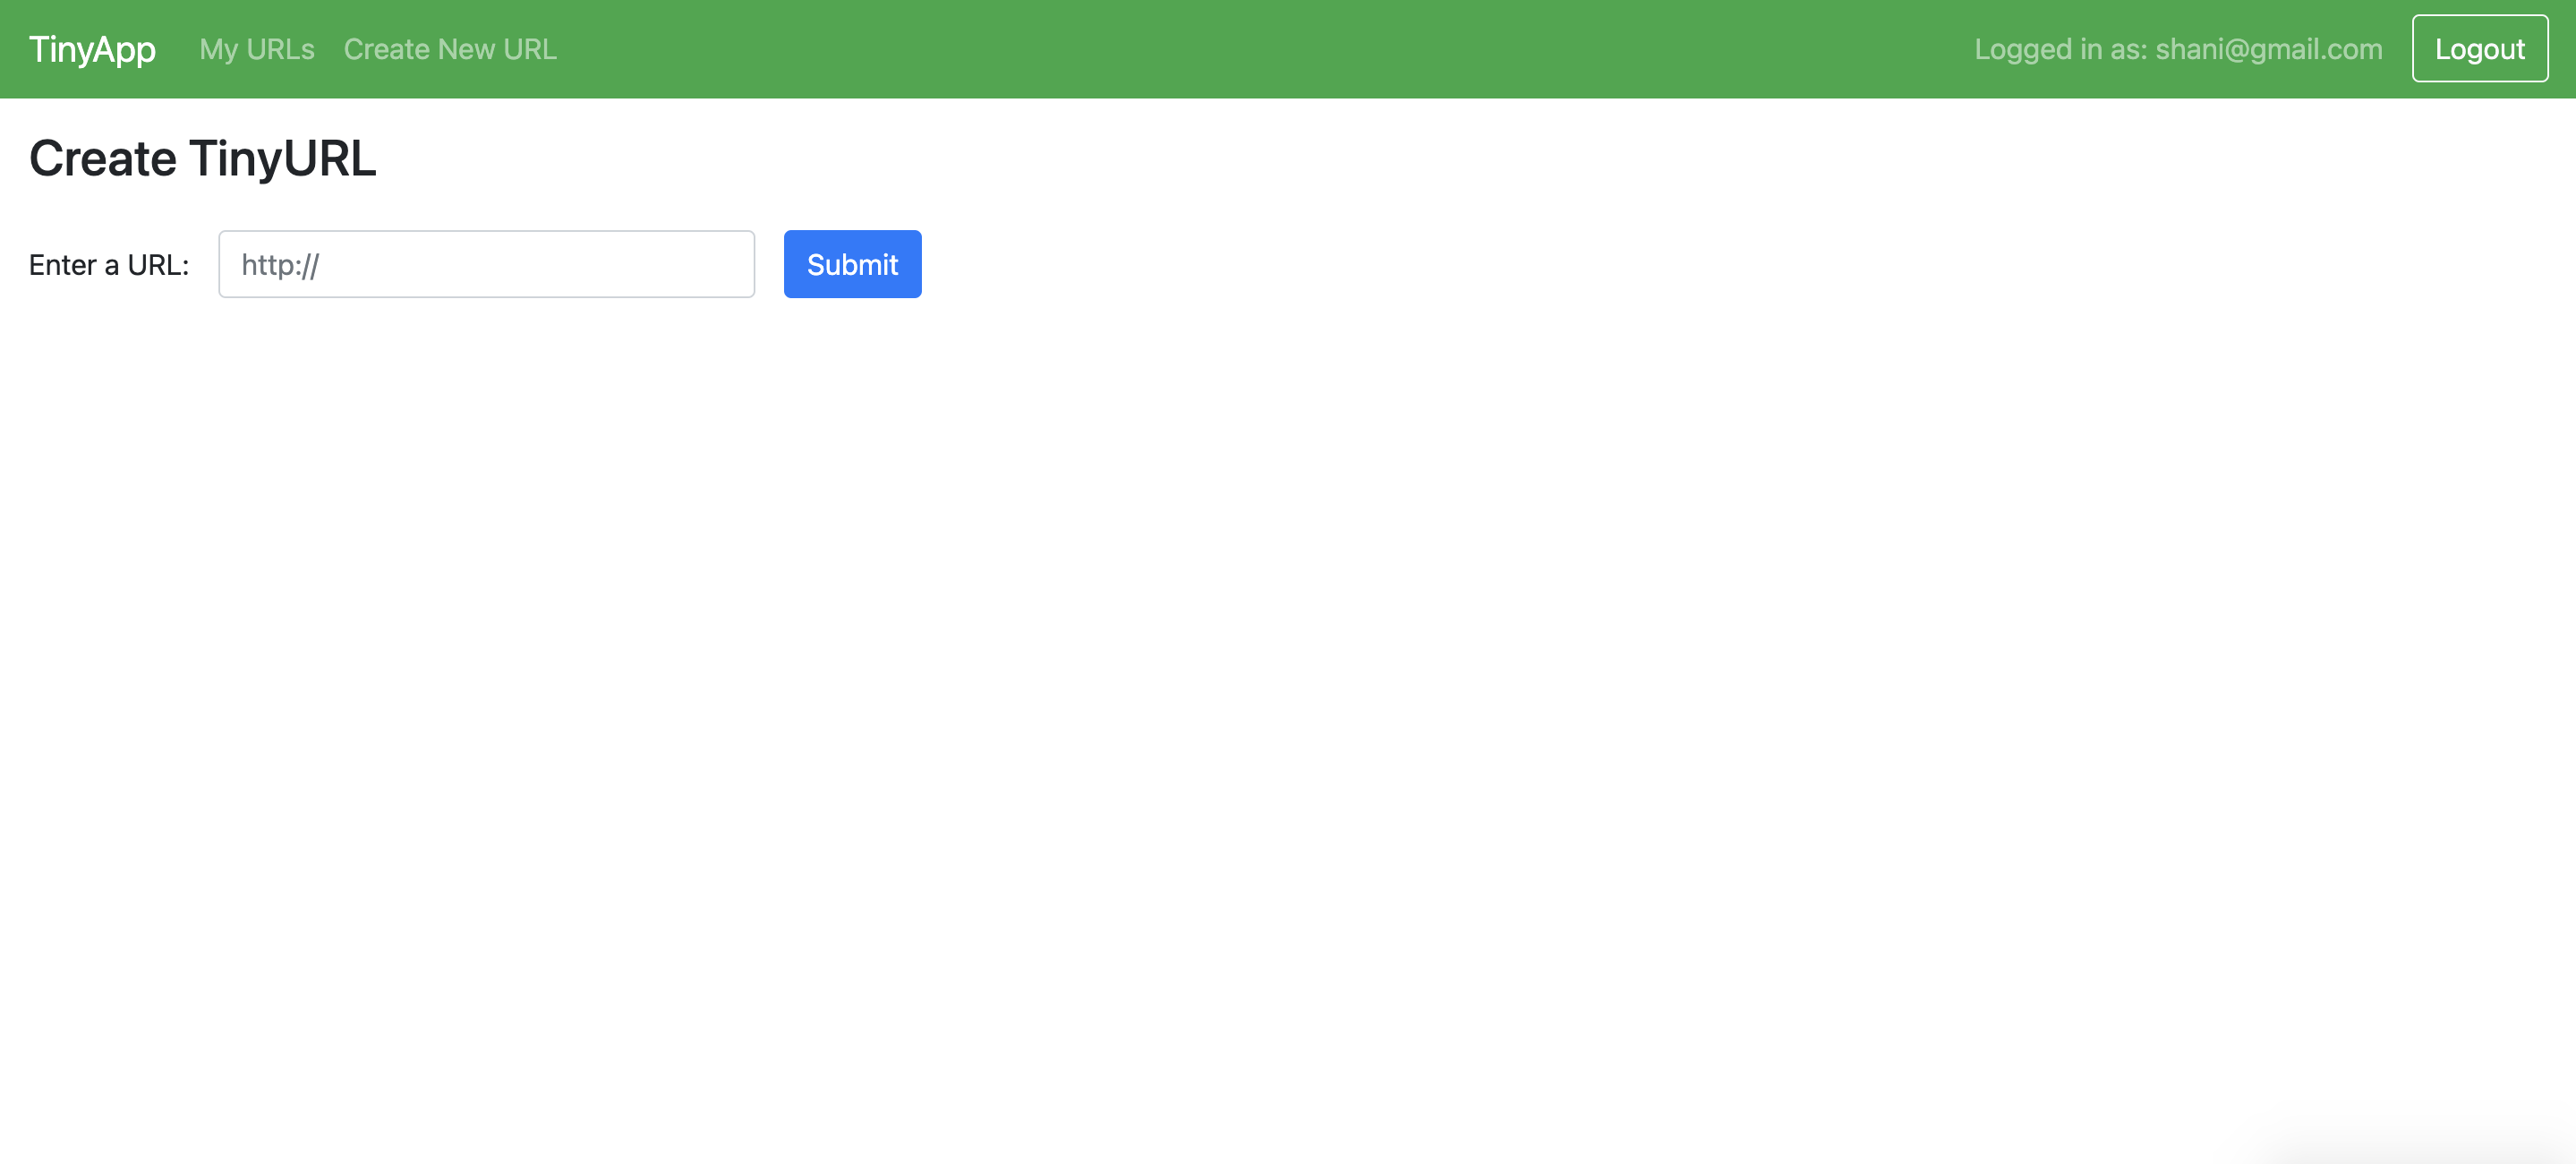 TinyApp My URLs Create New URL Logged in as: shani@gmail.com Logout
Create TinyURL
Enter a URL: http:// Submit